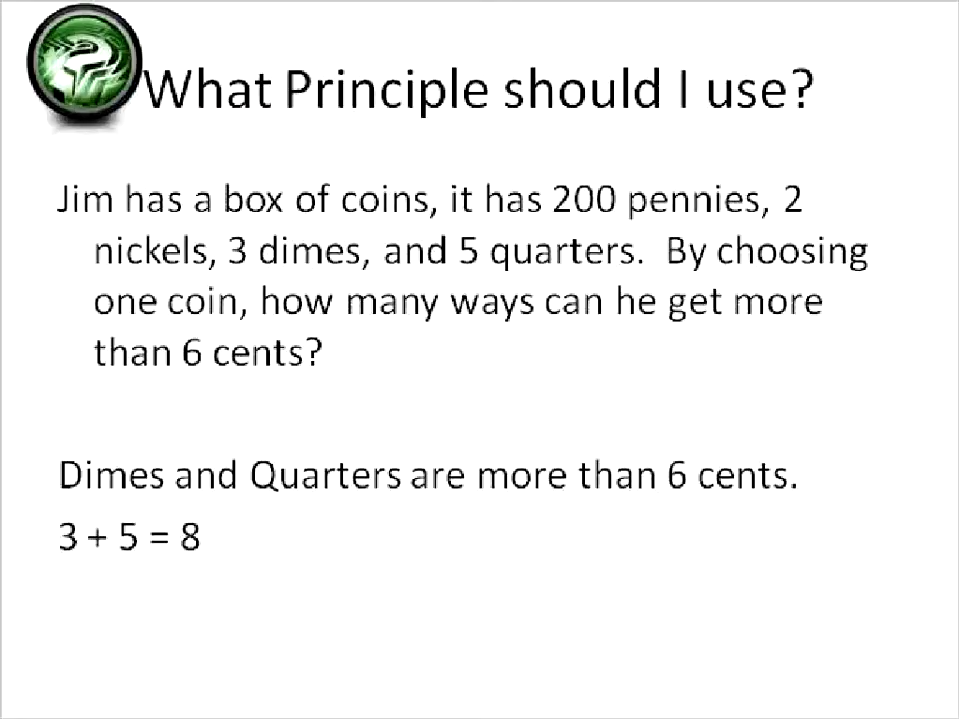 What Principle should I use?
Jim has a box of coins, it has 200 pennies, 2
nickels, 3 dimes, and 5 quarters.  By choosing
one coin, how many ways can he get more
than 6 cents?
Dimes and Quarters are more than 6 cents.
3 + 5 = 8